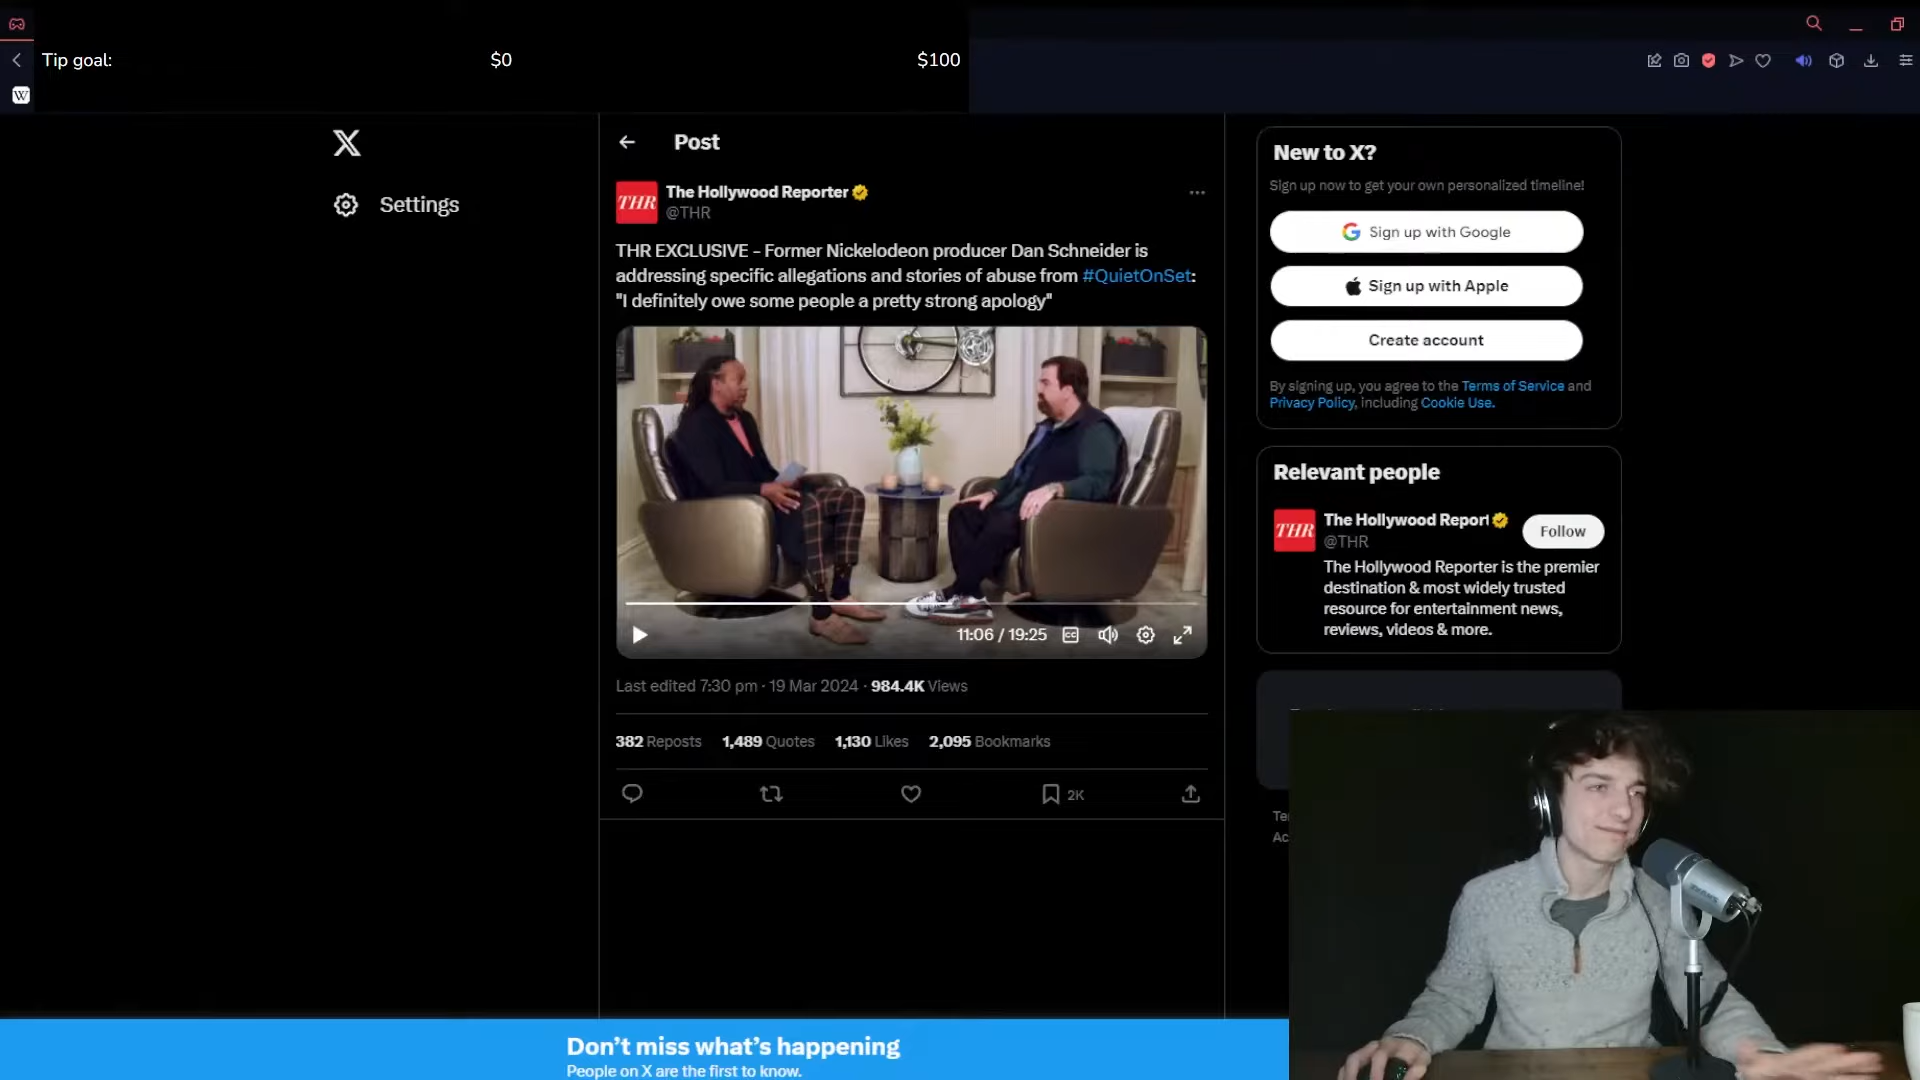 Tip goal:
$0
$100
W
Post
THR
The Hollywood Reporter
@THR
THR EXCLUSIVE - Former Nickelodeon producer Dan Schneider is
addressing specific allegations and stories of abuse from #QuietOnSet:
"I definitely owe some people a pretty strong apology"
11:06 / 19:25
CC
Last edited 7:30 pm · 19 Mar 2024 · 984.4K Views
382 Reposts 1,489 Quotes 1,130 Likes 2,095 Bookmarks
2K
Settings
New to X?
Sign up now to get your own personalized timeline!
Sign up with Google
Sign up with Apple
Create account
By signing up, you agree to the Terms of Service and
Privacy Policy, including Cookie Use.
Relevant people
THR
The Hollywood Report
@THR
Follow
The Hollywood Reporter is the premier
destination & most widely trusted
resource for entertainment news,
reviews, videos & more.
Don't miss what's happening
People on X are the first to know.